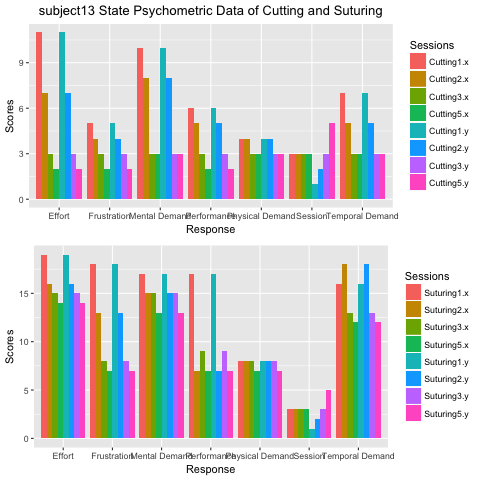 subject13 State Psychometric Data of Cutting and Suturing
Scores
9
6
3
0
Effort Frustration Mental Demand Performance Physical Demand Session Temporal Demand
Response
Sessions
Cutting1.x
Cutting2.x
Cutting3.x
Cutting5.x
Cutting1.y
Cutting2.y
Cutting3.y
Cutting5.y
Scores
15
10
5
0
Effort Frustration Mental Demand Performance Physical Demand Session Temporal Demand
Response
Sessions
Suturing1.x
Suturing2.x
Suturing3.x
Suturing5.x
Suturing1.y
Suturing2.y
Suturing3.y
Suturing5.y